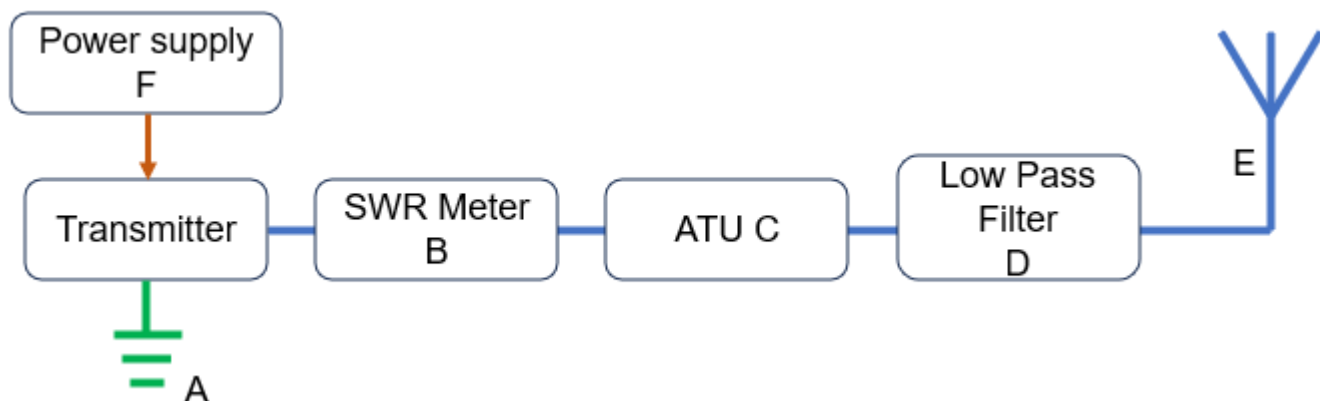 Power supply
F
Transmitter
SWR Meter
B
ATU C
Low Pass
Filter
D
E
A